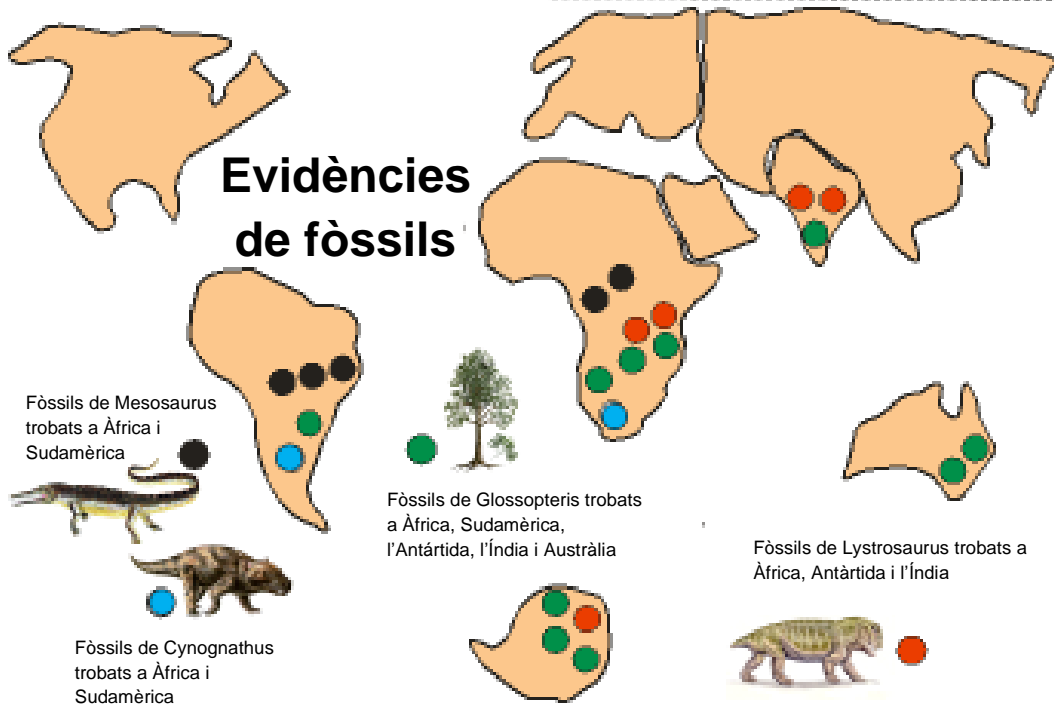 Evidències
de fòssils
Fòssils de Mesosaurus
trobats a Àfrica i
Sudamèrica
Fòssils de Glossopteris trobats
a Àfrica, Sudamèrica,
l'Antártida, l'Índia i Austràlia
Fòssils de Lystrosaurus trobats a
Àfrica, Antàrtida i l'Índia
Fòssils de Cynognathus
trobats a Àfrica i
Sudamèrica